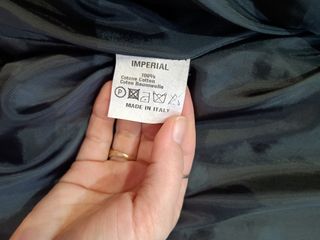 IMPERIAL
100%
Cotone Cotton
Coton Baumwolle
P
MADE IN ITALY